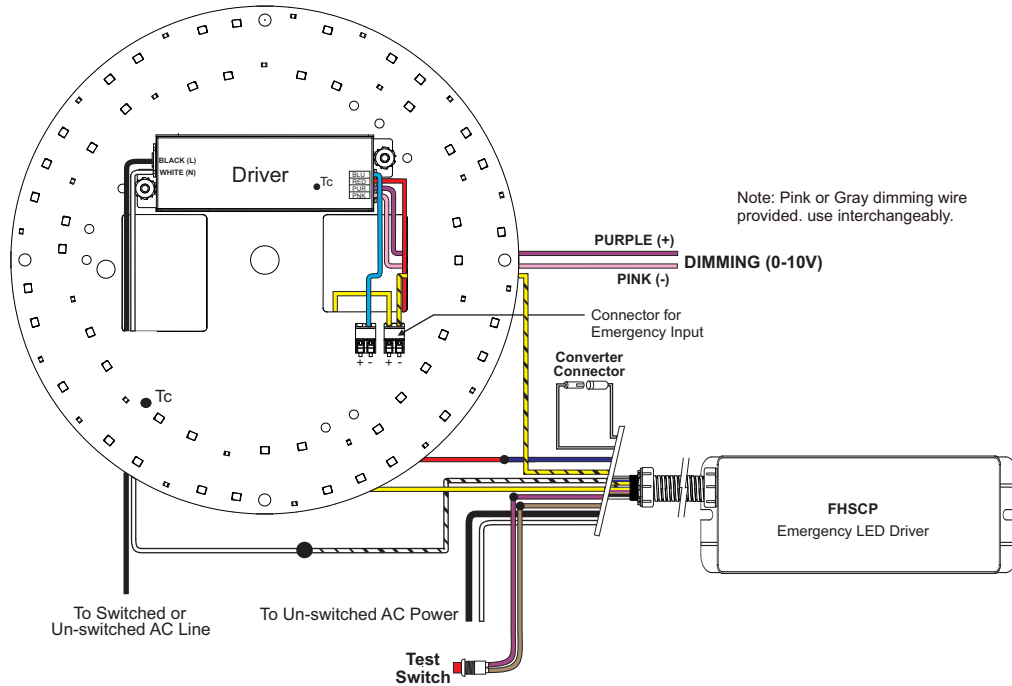 BLACK (L)
WHITE (N)
Driver
Tc
BLU
RED
PUR
PNK
Note: Pink or Gray dimming wire
provided. use interchangeably.
PURPLE (+)
DIMMING (0-10V)
PINK (-)
Connector for
Emergency Input
+ - + -
Converter
Connector
Tc
FHSCP
Emergency LED Driver
To Switched or
Un-switched AC Line
To Un-switched AC Power
Test
Switch